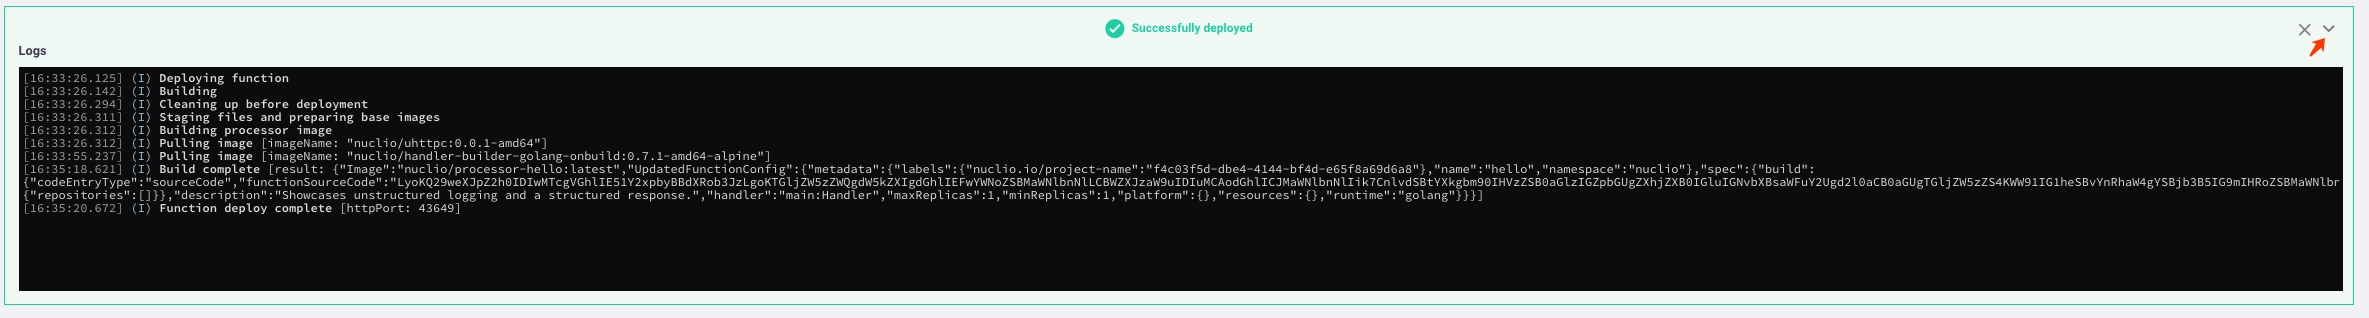 Successfully deployed
Logs
[16:33:26.125] (I) Deploying function
[16:33:26.142] (I) Building
[16:33:26.294] (I) Cleaning up before deployment
[16:33:26.311] (I) Staging files and preparing base images
[16:33:26.312] (I) Building processor image
[16:33:26.312] (I) Pulling image [imageName: "nuclio/uhttpc:0.0.1-amd64"]
[16:33:55.237] (I) Pulling image [imageName: "nuclio/handler-builder-golang-onbuild:0.7.1-amd64-alpine"]
[16:35:18.621] (I) Build complete [result: {"Image":"nuclio/processor-hello:latest","UpdatedFunctionConfig":{"metadata":{"labels":{"nuclio.io/project-name":"f4c03f5d-dbe4-4144-bf4d-e65f8a69d6a8"},"name":"hello","namespace":"nuclio"},"spec":{"build":
{"codeEntryType":"sourceCode","functionSourceCode":
{"repositories":[]}},"description":"Showcases unstructured logging and a structured response.","handler":"main:Handler","maxReplicas":1,"minReplicas":1,"platform":{},"resources":{},"runtime":"golang"}}}]
[16:35:20.672] (I) Function deploy complete [httpPort: 43649]